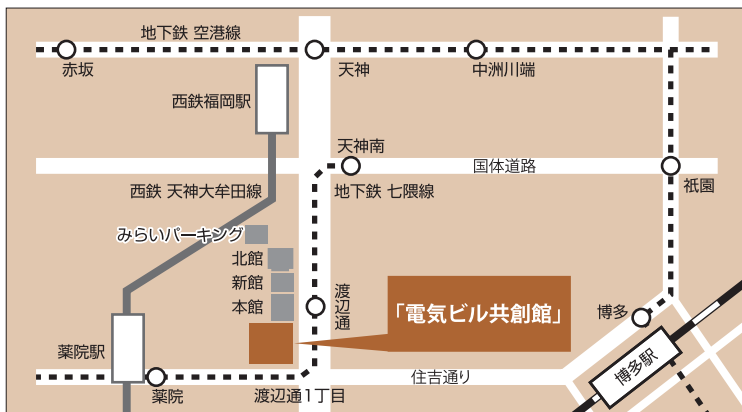 地下鉄 空港線
赤坂
天神
中洲川端
西鉄福岡駅
天神南
国体道路
西鉄 天神大牟田線
地下鉄 七隈線
祇園
みらいパーキング
北館
新館
本館
渡辺通
「電気ビル共創館」
博多
博多駅
薬院駅
薬院
渡辺通1丁目
住吉通り